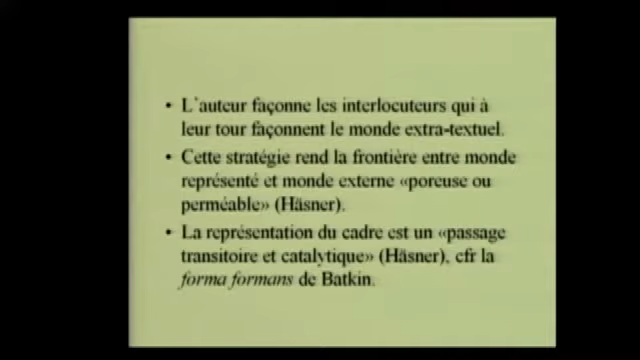 • L'auteur façonne les interlocuteurs qui à
leur tour façonnent le monde extra-textuel.
• Cette stratégie rend la frontière entre monde
représenté et monde externe «poreuse ou
perméable» (Häsner).
• La représentation du cadre est un «passage
transitoire et catalytique» (Häsner), cfr la
forma formans de Batkin.